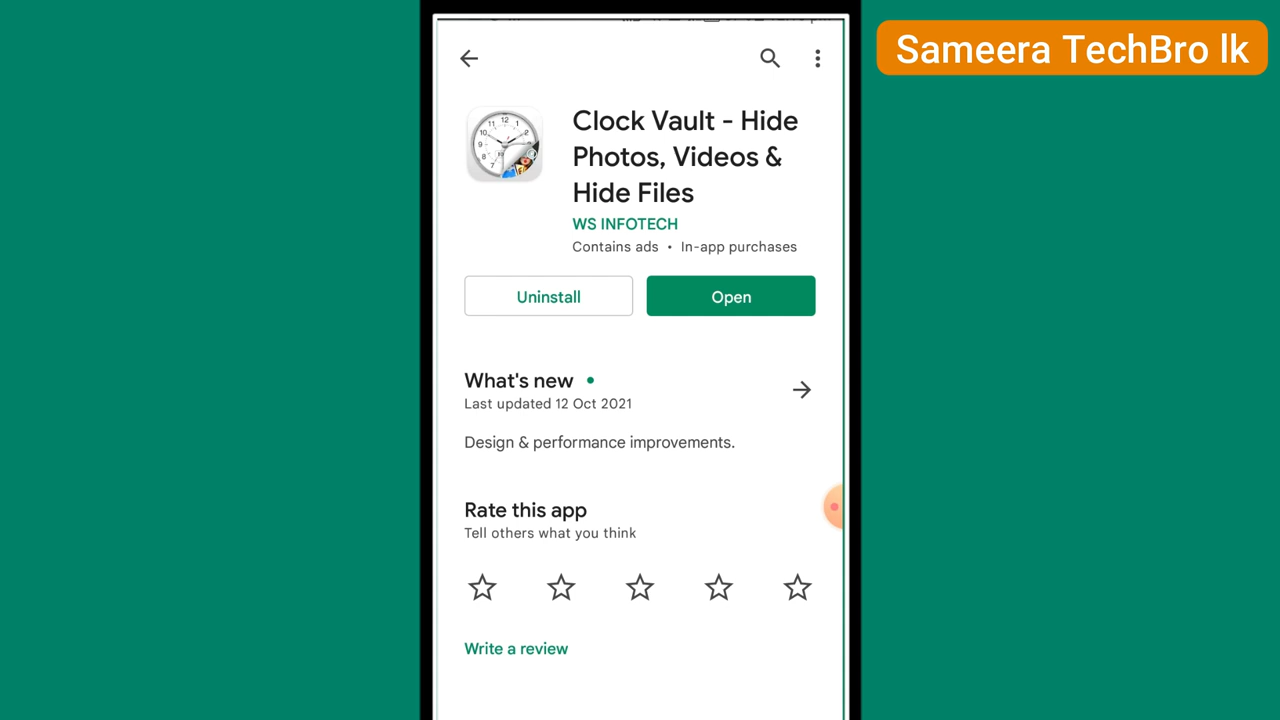 Sameera TechBro lk
Clock Vault - Hide
Photos, Videos &
Hide Files
WS INFOTECH
Contains ads • In-app purchases
Uninstall
Open
What's new •
Last updated 12 Oct 2021
Design & performance improvements.
Rate this app
Tell others what you think
Write a review